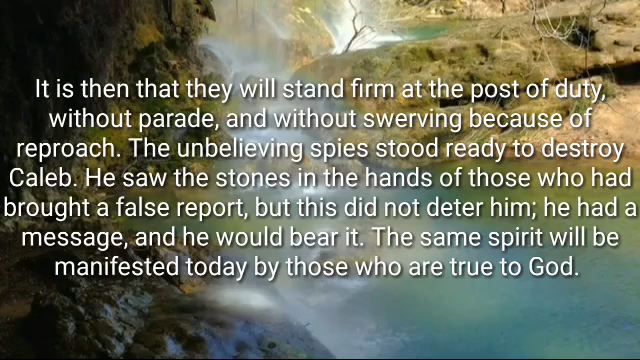 It is then that they will stand firm at the post of duty,
without parade, and without swerving because of
reproach. The unbelieving spies stood ready to destroy
Caleb. He saw the stones in the hands of those who had
brought a false report, but this did not deter him; he had a
message, and he would bear it. The same spirit will be
manifested today by those who are true to God.